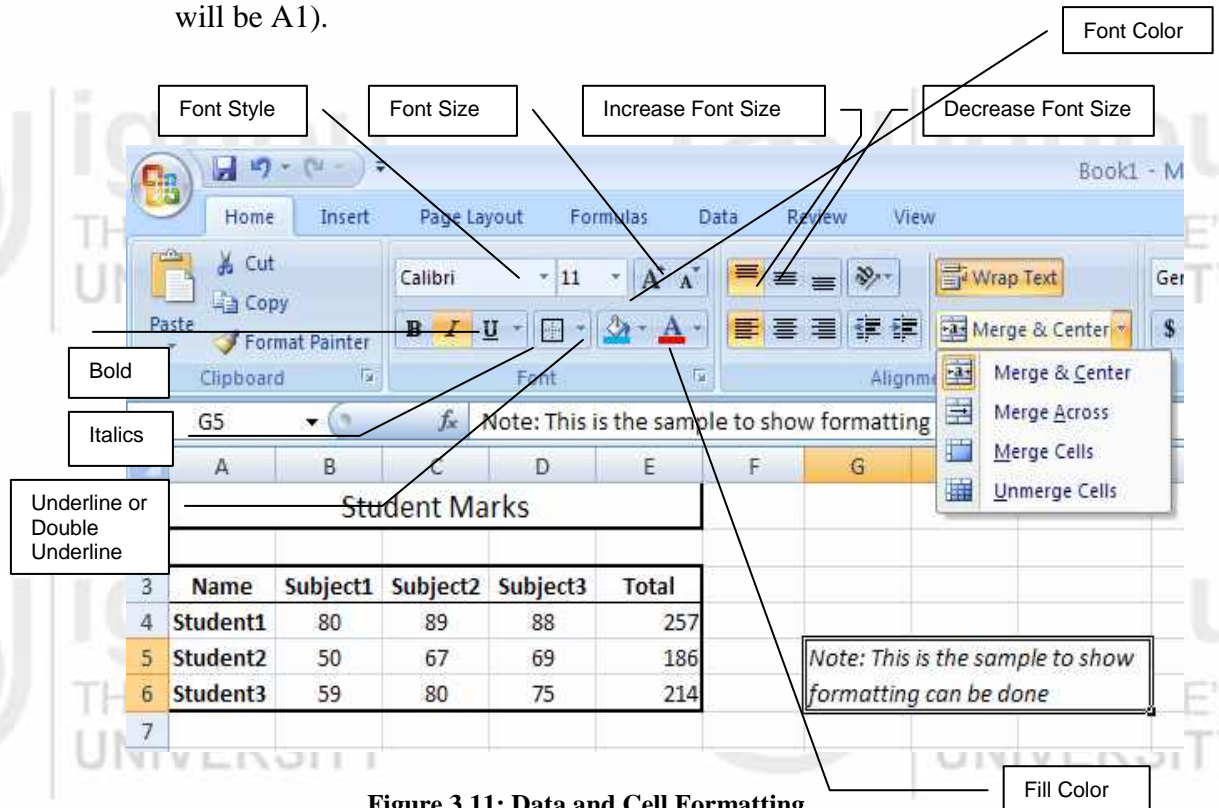 will be A1).
Font Color
Font Style
Font Size
Increase Font Size
Decrease Font Size
Book1 - M
Home Insert Page Layout Formulas Data Review View
Cut
Copy
Format Painter
Paste
Calibri 11 A A
Wrap Text
B I U A
Merge & Center $
Clipboard Font
Merge & Center
Merge Across
Merge Cells
Unmerge Cells
Bold
Italics
Underline or
Double
Underline
G5 fx Note: This is the sample to show formatting
A B C D E F G
Student Marks
3 Name Subject1 Subject2 Subject3 Total
4 Student1 80 89 88 257
5 Student2 50 67 69 186
6 Student3 59 80 75 214
7
Note: This is the sample to show
formatting can be done
Fill Color
Figure 3.11: Data and Cell Formatting